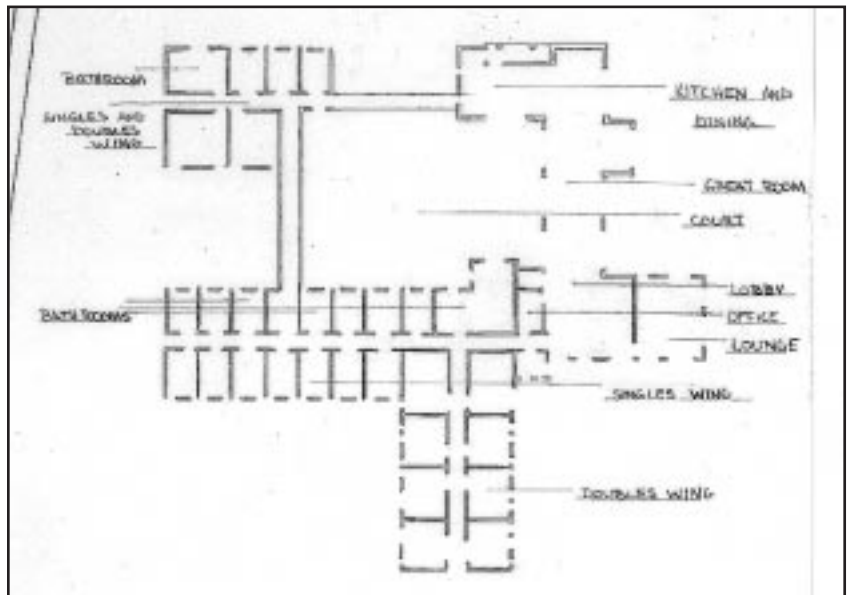 BATHROOM
SINGLES AND
DOUBLES
WING
KITCHEN AND
DINING
GREAT ROOM
COURT
BATHROOMS
LOBBY
OFFICE
LOUNGE
SINGLES WING
DOUBLES WING